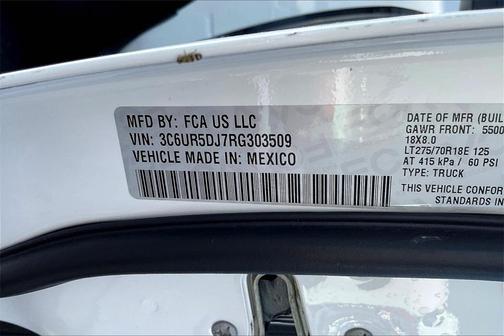 MFD BY: FCA US LLC
VIN: 3C6UR5DJ7RG303509
VEHICLE MADE IN: MEXICO
DATE OF MFR (BUIL
GAWR FRONT: 5500
18X8.0
LT275/70R18E 125
AT 415 kPa / 60 PSI
TYPE: TRUCK
THIS VEHICLE CONFOR
STANDARDS IN